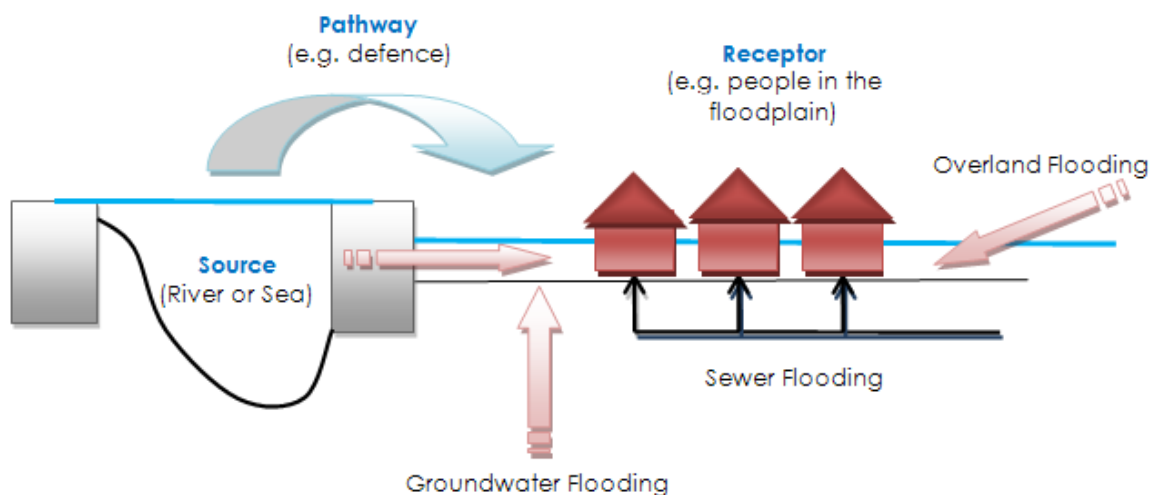 Pathway
(e.g. defence)
Receptor
(e.g. people in the
floodplain)
Overland Flooding
Source
(River or Sea)
Sewer Flooding
Groundwater Flooding